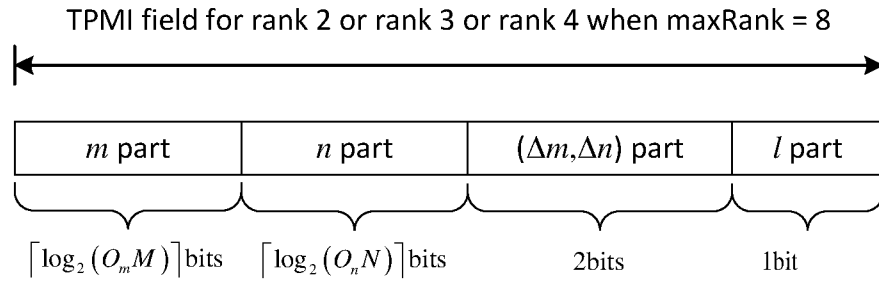 TPMI field for rank 2 or rank 3 or rank 4 when maxRank = 8
m part n part (Δm,Δn) part l part
⌈log₂(OₘM)⌉bits ⌈log₂(OₙN)⌉bits 2bits 1bit